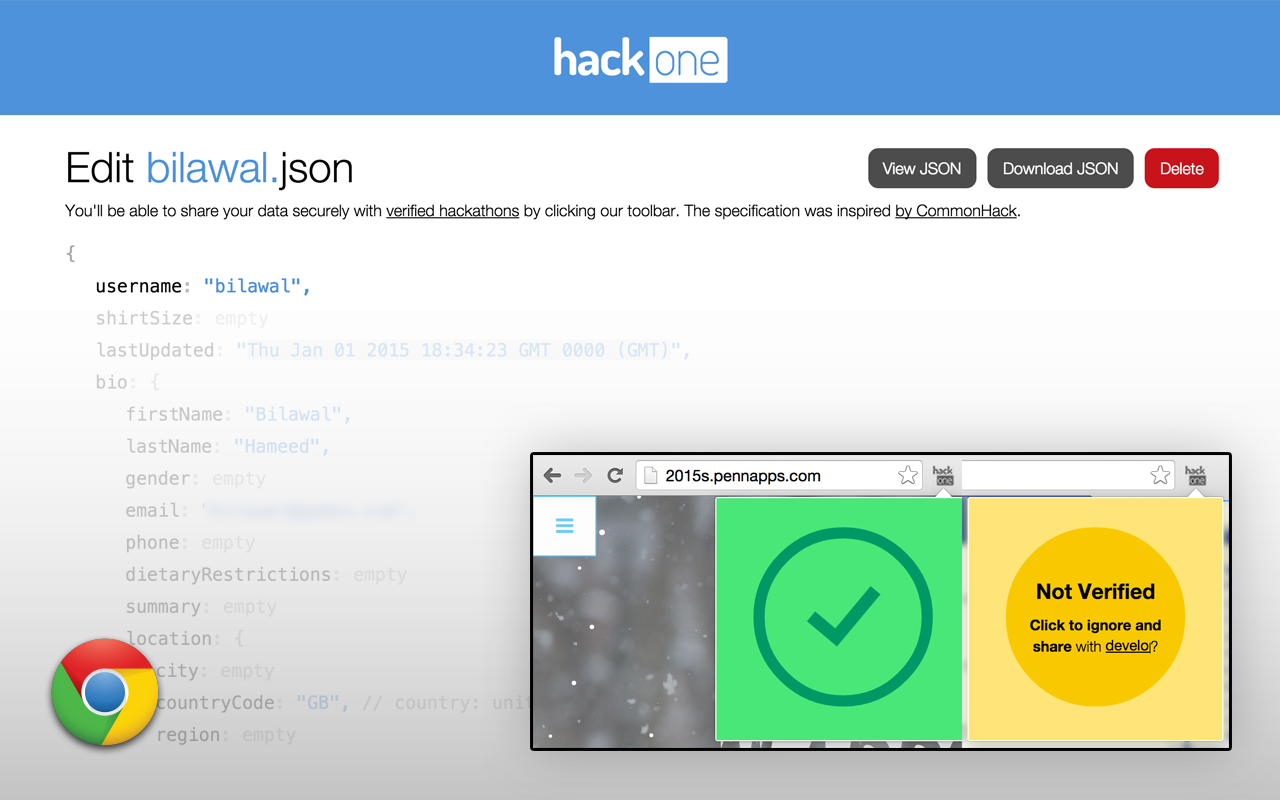 hack one
Edit bilawal.json
View JSON
Download JSON
Delete
You'll be able to share your data securely with verified hackathons by clicking our toolbar. The specification was inspired by CommonHack.
{
username: "bilawal",
shirtSize: empty
lastUpdated: "Thu Jan 01 2015 18:34:23 GMT 0000 (GMT)",
bio: {
firstName: "Bilawal",
lastName: "Hameed",
gender: empty
email: "
phone: empty
dietaryRestrictions: empty
summary: empty
location: {
city: empty
countryCode: "GB", // country: unit
region: empty
2015s.pennapps.com
hack
one
hack
one
Not Verified
Click to ignore and
share with develo?